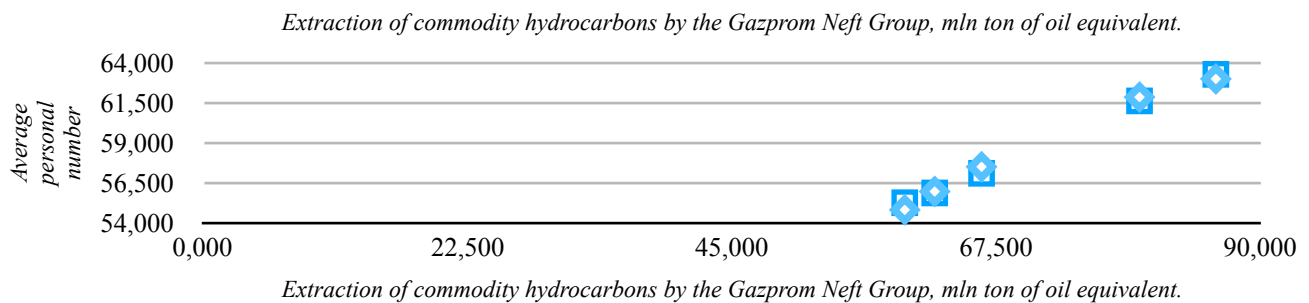 Extraction of commodity hydrocarbons by the Gazprom Neft Group, mln ton of oil equivalent.
Average
personal
number
64,000
61,500
59,000
56,500
54,000
0,000 22,500 45,000 67,500 90,000
Extraction of commodity hydrocarbons by the Gazprom Neft Group, mln ton of oil equivalent.